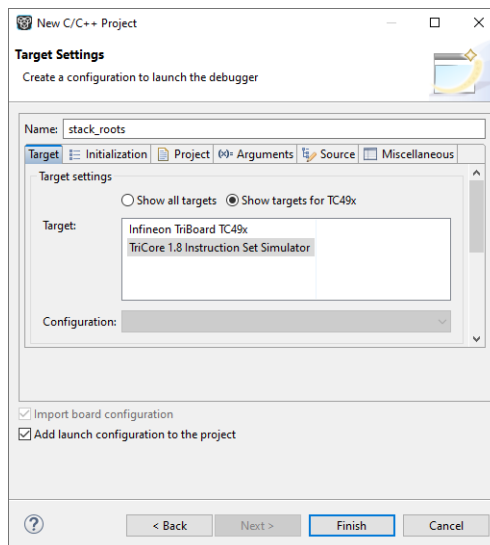 New C/C++ Project
Target Settings
Create a configuration to launch the debugger
Name: stack_roots
Target Initialization Project (x)= Arguments Source Miscellaneous
Target settings
Show all targets Show targets for TC49x
Target: Infineon TriBoard TC49x
TriCore 1.8 Instruction Set Simulator
Configuration:
Import board configuration
Add launch configuration to the project
? < Back Next > Finish Cancel